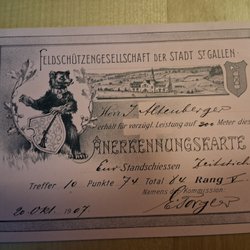 FELDSCHÜTZENGESELLSCHAFT DER STADT ST GALLEN
Herr J. Altenberger
erhält für vorzügl. Leistung auf 300 Meter diese
ANERKENNUNGSKARTE
Standschiessen
Treffer 10 Punkte 74 Total 84 Rang V
Namens der Kommission:
20. Okt. 1907